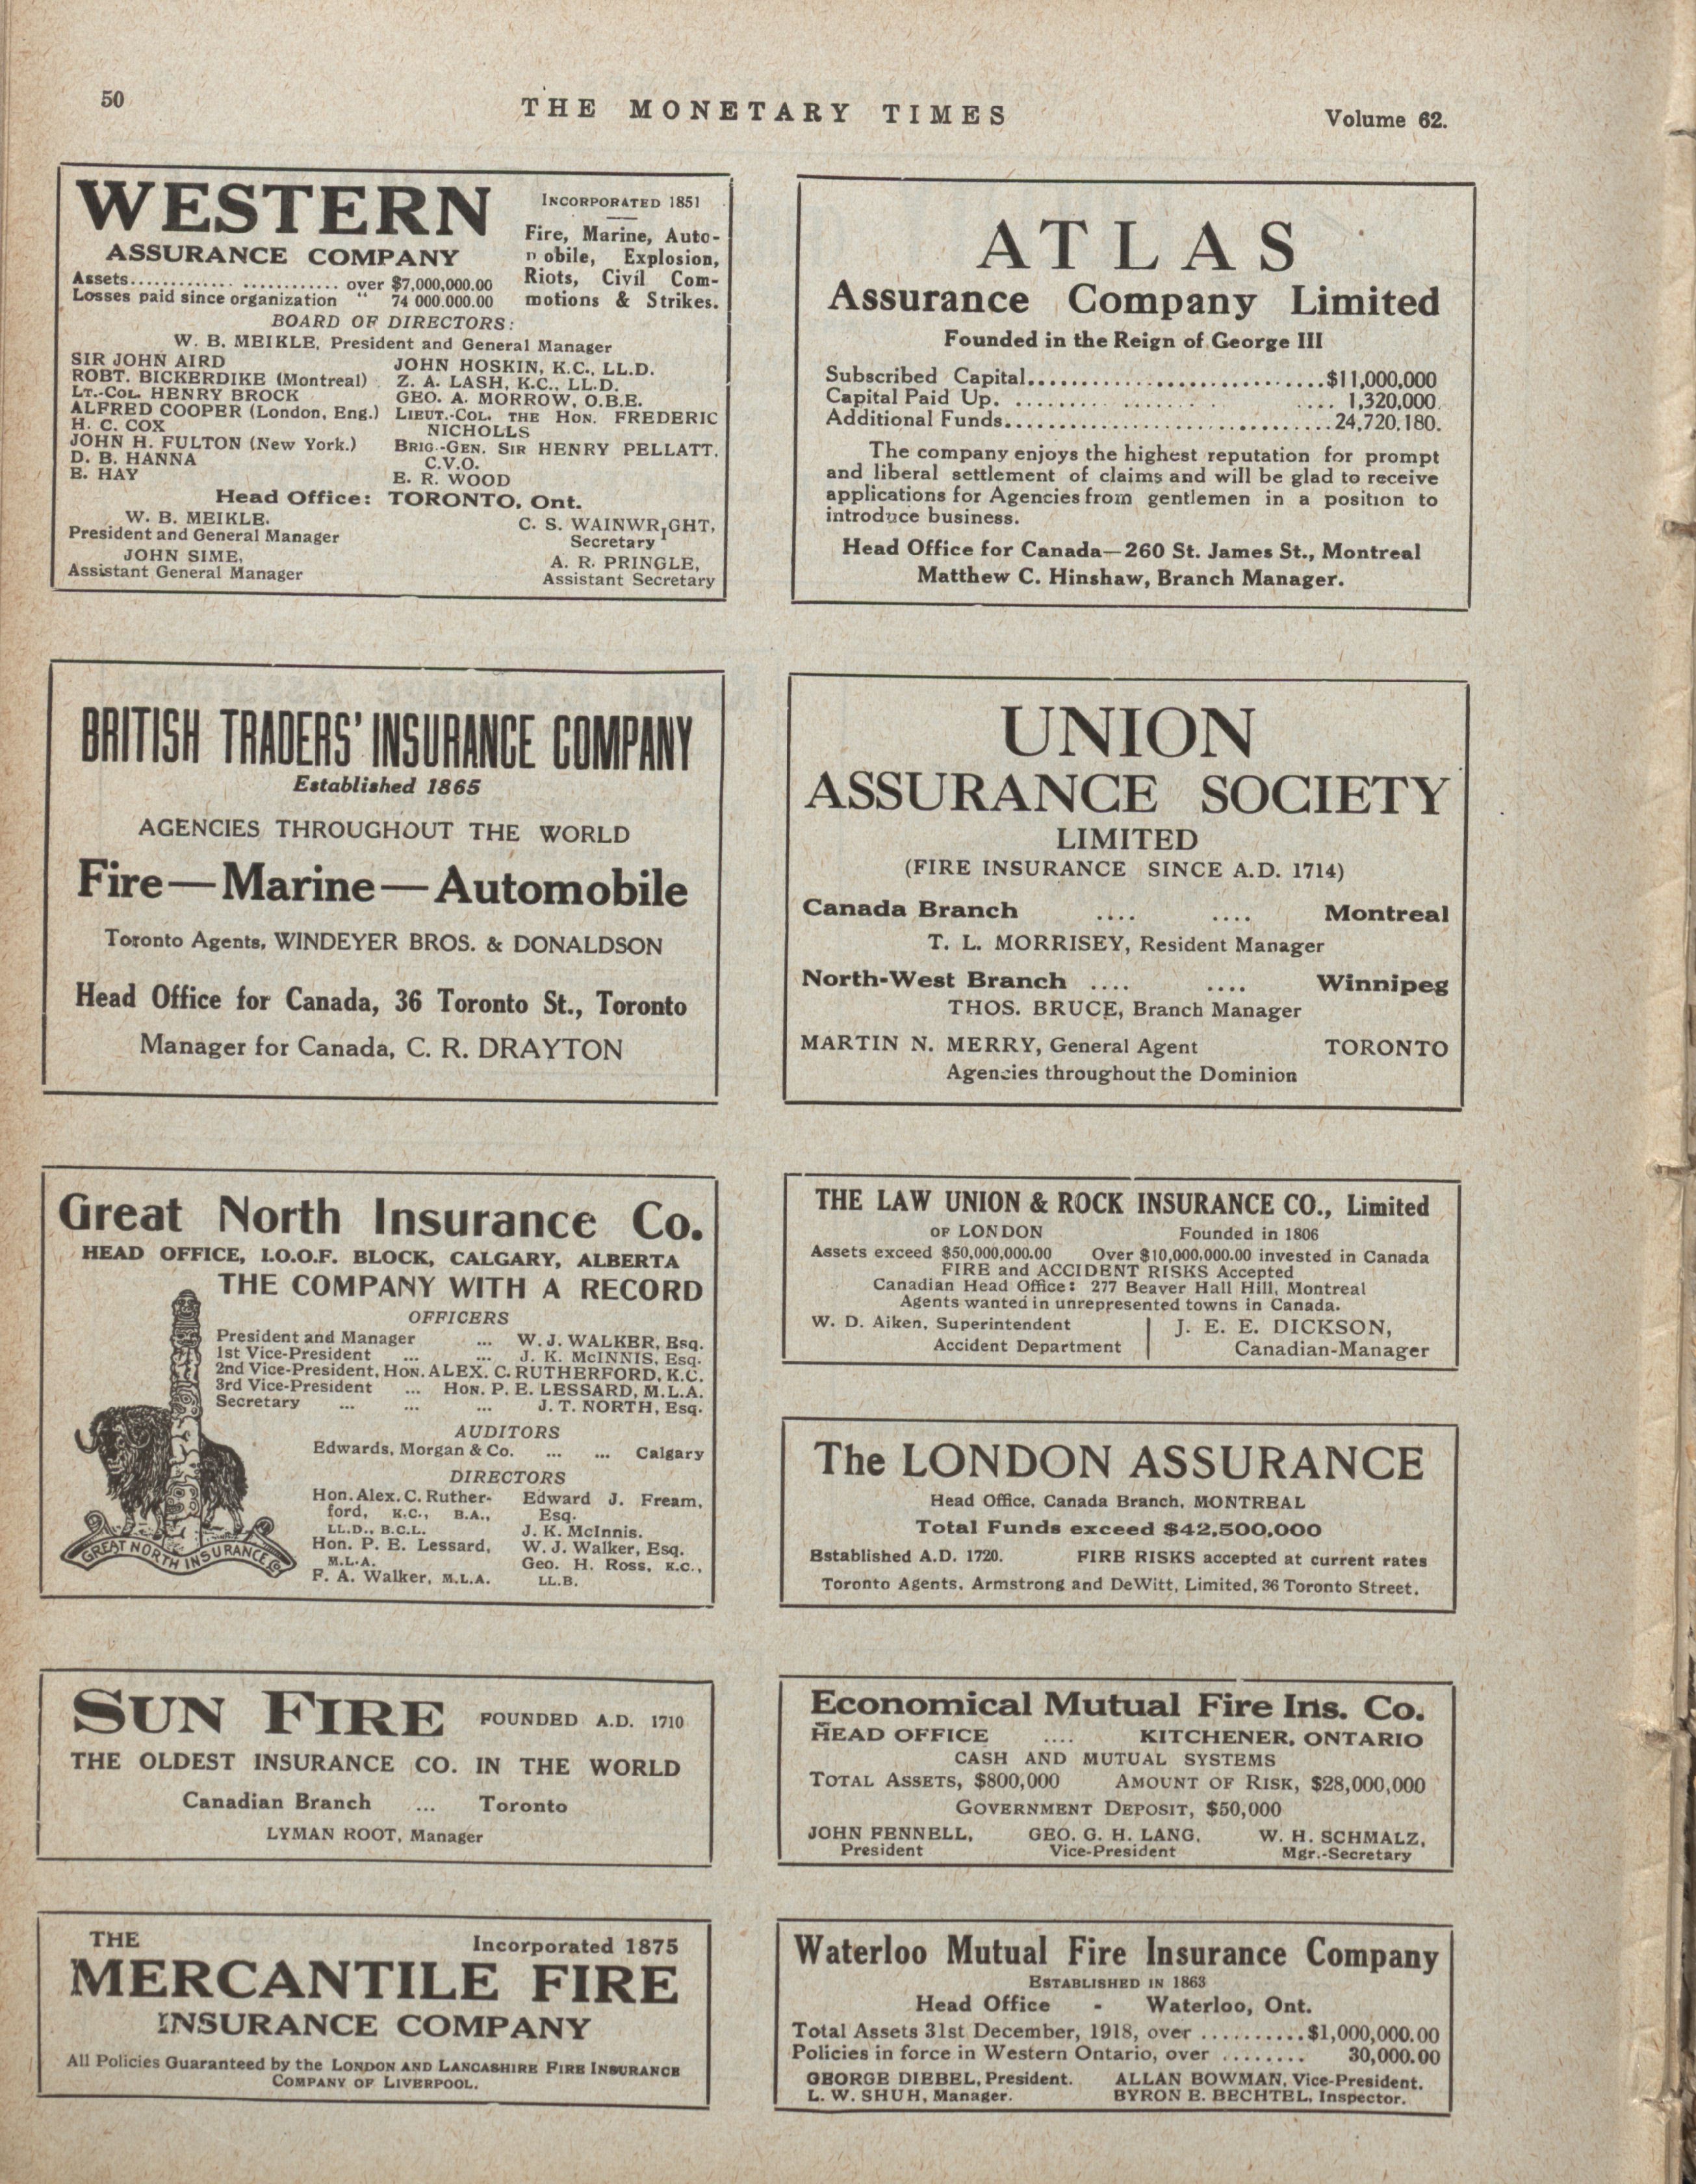 50
THE MONETARY TIMES
Volume 62.
WESTERN
ASSURANCE COMPANY
INCORPORATED 1851
Fire, Marine, Auto-
obile, Explosion,
Riots, Civil Com-
motions & Strikes.
Assets............. ............ over $7,000,000.00
Losses paid since organization " 74 000.000.00
BOARD OF DIRECTORS:
W. B. MEIKLE, President and General Manager
SIR JOHN AIRD
ROBT. BICKERDIKE (Montreal)
LT.-COL. HENRY BROCK
ALFRED COOPER (London, Eng.)
H. C. COX
JOHN H. FULTON (New York.)
D. B. HANNA
E. HAY
JOHN HOSKIN, K.C., LL.D.
Z. A. LASH, K.C., LL.D.
GEO. A. MORROW, O.B.E.
LIEUT.-COL. THE HON. FREDERIC
NICHOLLS
BRIG.-GEN. SIR HENRY PELLATT,
C.V.O.
E. R. WOOD
Head Office: TORONTO, Ont.
W. B. MEIKLE,
President and General Manager
JOHN SIME,
Assistant General Manager
C. S. WAINWRIGHT,
Secretary
A. R. PRINGLE,
Assistant Secretary
ATLAS
Assurance Company Limited
Founded in the Reign of George III
Subscribed Capital............................$11,000,000
Capital Paid Up. .................... .... 1,320,000.
Additional Funds...............................24,720,180.
The company enjoys the highest reputation for prompt
and liberal settlement of claims and will be glad to receive
applications for Agencies from gentlemen in a position to
introduce business.
Head Office for Canada—260 St. James St., Montreal
Matthew C. Hinshaw, Branch Manager.
BRITISH TRADERS' INSURANCE COMPANY
Established 1865
AGENCIES THROUGHOUT THE WORLD
Fire—Marine—Automobile
Toronto Agents, WINDEYER BROS. & DONALDSON
Head Office for Canada, 36 Toronto St., Toronto
Manager for Canada, C. R. DRAYTON
UNION
ASSURANCE SOCIETY
LIMITED
(FIRE INSURANCE SINCE A.D. 1714)
Canada Branch .... .... Montreal
T. L. MORRISEY, Resident Manager
North-West Branch .... .... Winnipeg
THOS. BRUCE, Branch Manager
MARTIN N. MERRY, General Agent TORONTO
Agencies throughout the Dominion
Great North Insurance Co.
HEAD OFFICE, I.O.O.F. BLOCK, CALGARY, ALBERTA
THE COMPANY WITH A RECORD
OFFICERS
President and Manager ... W. J. WALKER, Esq.
1st Vice-President ... ... J. K. McINNIS, Esq.
2nd Vice-President, HON. ALEX. C. RUTHERFORD, K.C.
3rd Vice-President ... HON. P. E. LESSARD, M.L.A.
Secretary ... ... ... J. T. NORTH, Esq.
AUDITORS
Edwards, Morgan & Co. ... ... Calgary
DIRECTORS
Hon. Alex. C. Ruther-
ford, K.C., B.A.,
LL.D., B.C.L.
Hon. P. E. Lessard,
M.L.A.
F. A. Walker, M.L.A.
Edward J. Fream,
Esq.
J. K. McInnis.
W. J. Walker, Esq.
Geo. H. Ross, K.C.,
LL.B.
GREAT NORTH INSURANCE Co
THE LAW UNION & ROCK INSURANCE CO., Limited
OF LONDON Founded in 1806
Assets exceed $50,000,000.00 Over $10,000,000.00 invested in Canada
FIRE and ACCIDENT RISKS Accepted
Canadian Head Office: 277 Beaver Hall Hill, Montreal
Agents wanted in unrepresented towns in Canada.
W. D. Aiken, Superintendent
Accident Department
J. E. E. DICKSON,
Canadian-Manager
The LONDON ASSURANCE
Head Office, Canada Branch, MONTREAL
Total Funds exceed $42,500,000
Established A.D. 1720. FIRE RISKS accepted at current rates
Toronto Agents, Armstrong and DeWitt, Limited, 36 Toronto Street.
SUN FIRE FOUNDED A.D. 1710
THE OLDEST INSURANCE CO. IN THE WORLD
Canadian Branch ... Toronto
LYMAN ROOT, Manager
Economical Mutual Fire Ins. Co.
HEAD OFFICE .... KITCHENER, ONTARIO
CASH AND MUTUAL SYSTEMS
TOTAL ASSETS, $800,000 AMOUNT OF RISK, $28,000,000
GOVERNMENT DEPOSIT, $50,000
JOHN FENNELL, GEO. G. H. LANG, W. H. SCHMALZ,
President Vice-President Mgr.-Secretary
THE Incorporated 1875
MERCANTILE FIRE
INSURANCE COMPANY
All Policies Guaranteed by the LONDON AND LANCASHIRE FIRE INSURANCE
COMPANY OF LIVERPOOL.
Waterloo Mutual Fire Insurance Company
ESTABLISHED IN 1863
Head Office - Waterloo, Ont.
Total Assets 31st December, 1918, over ..........$1,000,000.00
Policies in force in Western Ontario, over ........ 30,000.00
GEORGE DIEBEL, President. ALLAN BOWMAN, Vice-President.
L. W. SHUH, Manager. BYRON E. BECHTEL, Inspector.